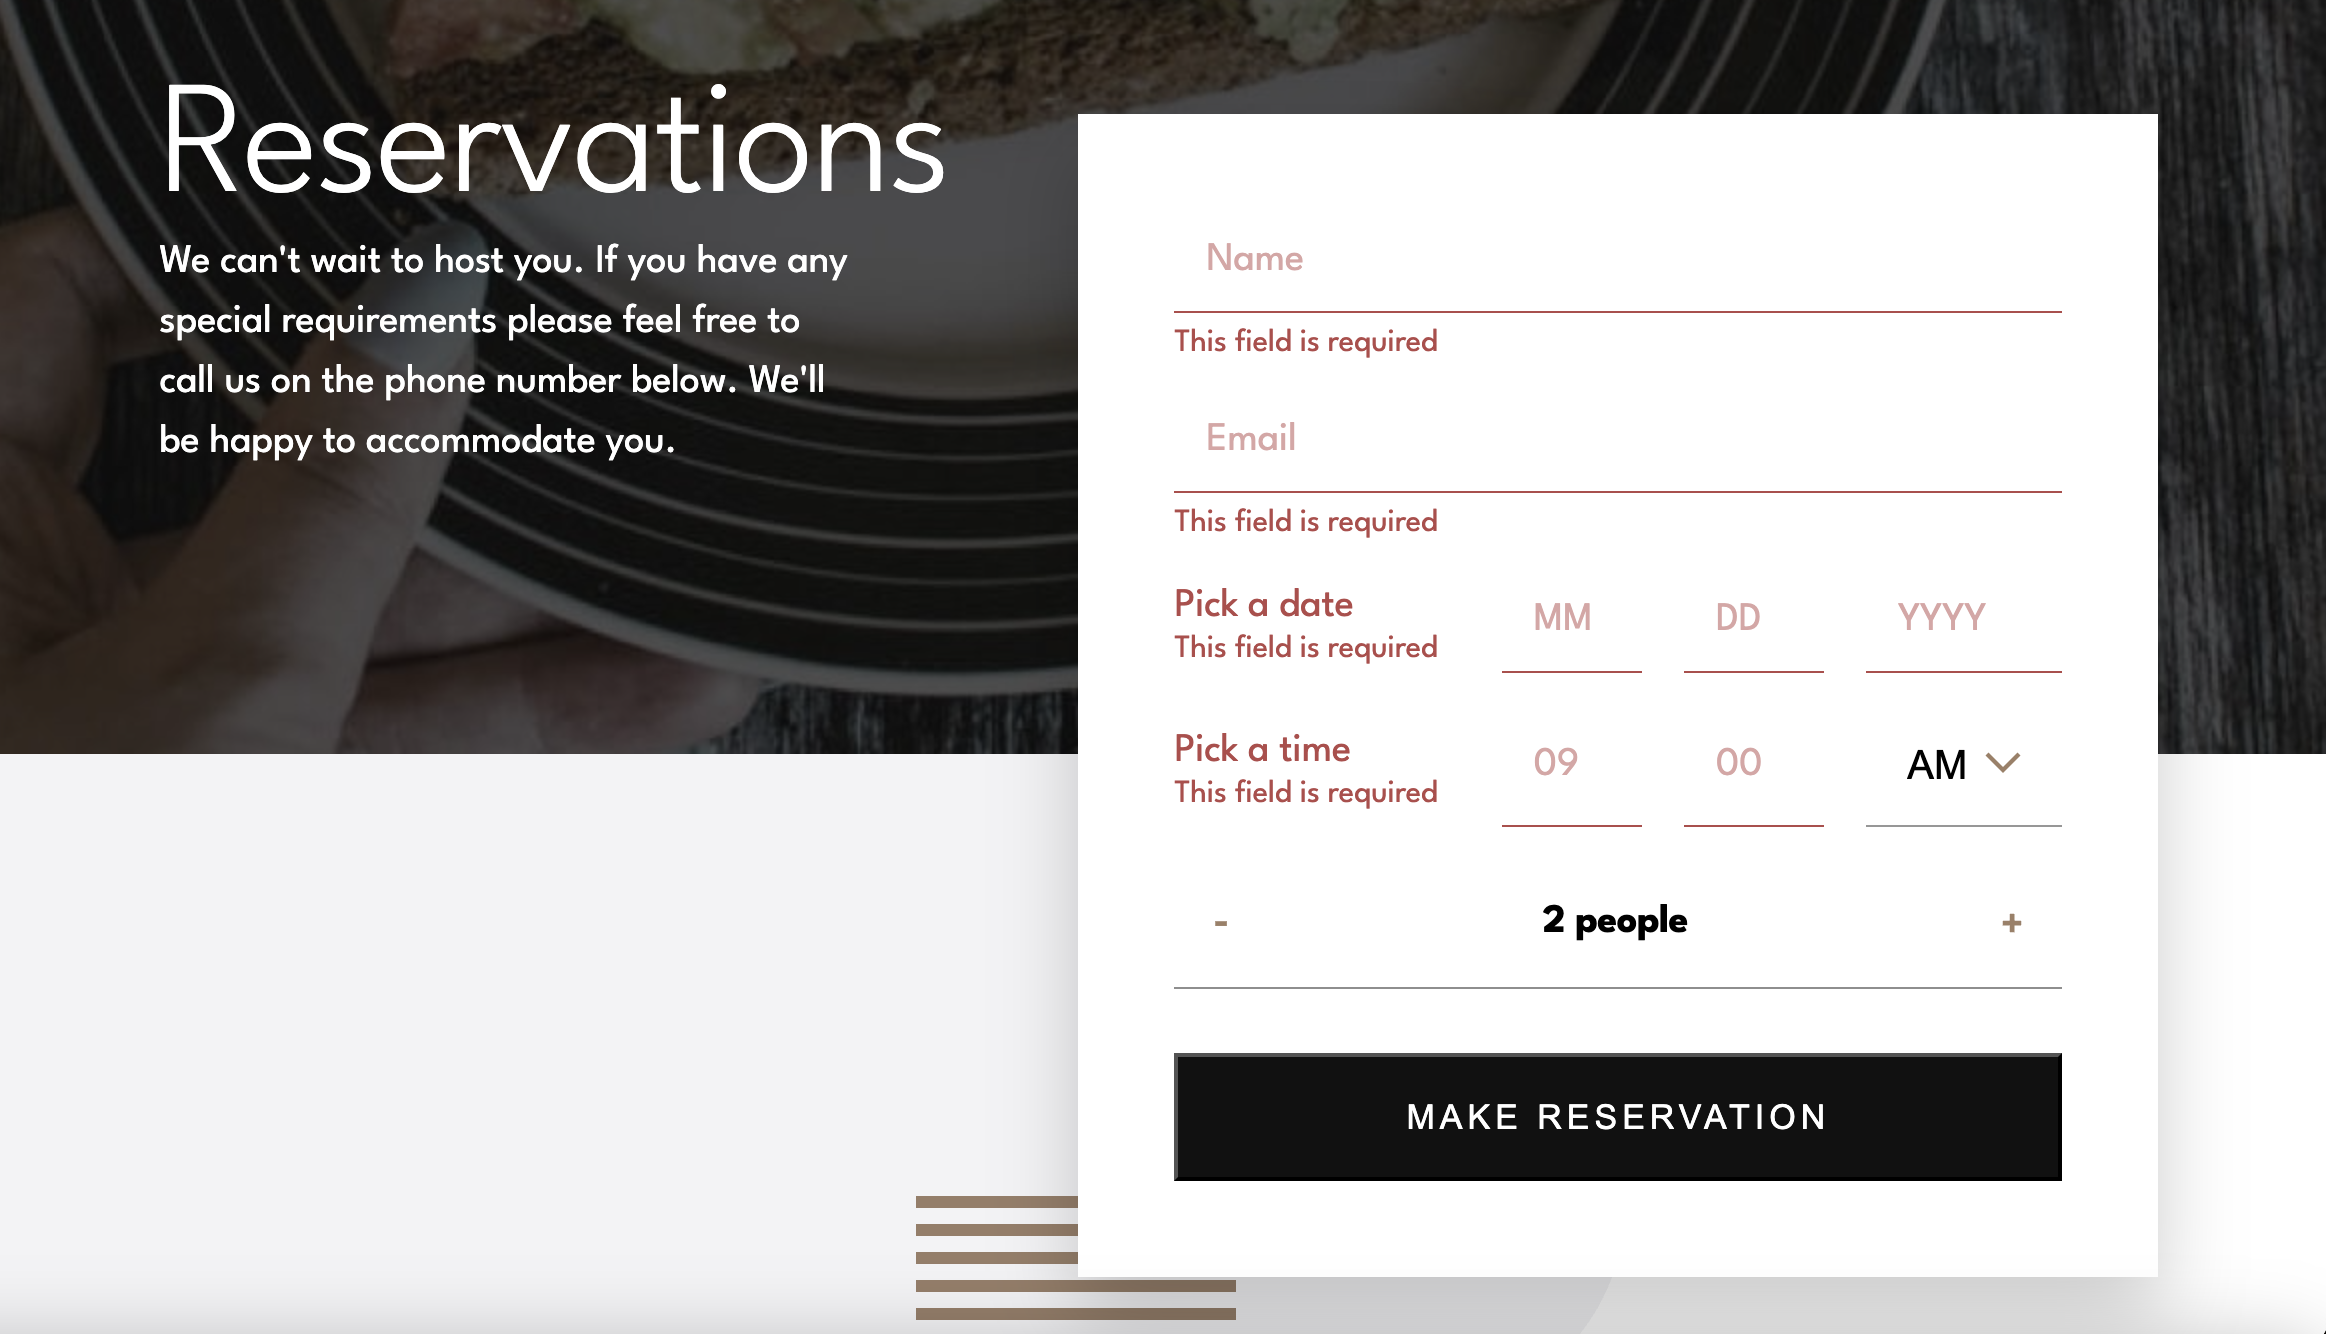 Reservations
We can't wait to host you. If you have any
special requirements please feel free to
call us on the phone number below. We'll
be happy to accommodate you.
Name
This field is required
Email
This field is required
Pick a date
This field is required
MM DD YYYY
Pick a time
This field is required
09 00 AM
- 2 people +
MAKE RESERVATION